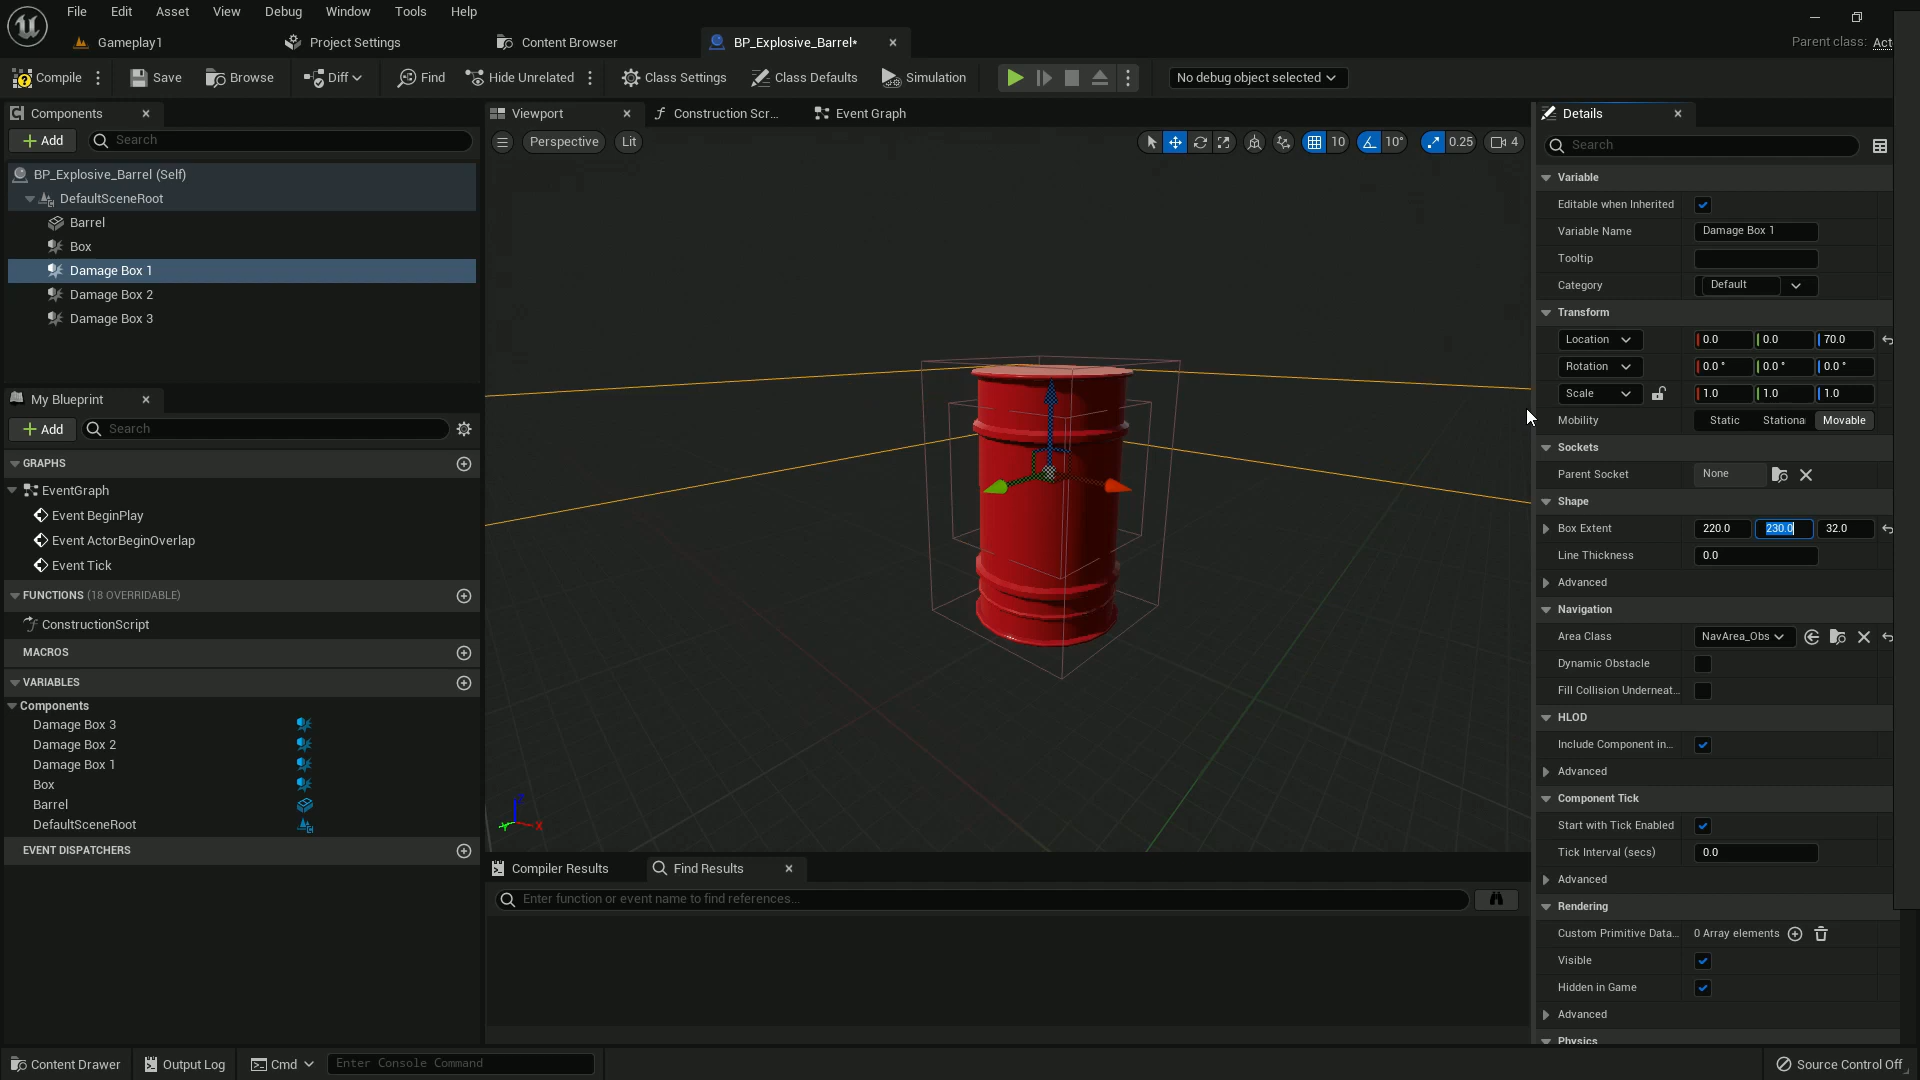 File Edit Asset View Debug Window Tools Help
Gameplay1 Project Settings Content Browser BP_Explosive_Barrel*
Parent class: Act
Compile Save Browse Diff Find Hide Unrelated Class Settings Class Defaults Simulation No debug object selected
Components
Add Search
BP_Explosive_Barrel (Self)
DefaultSceneRoot
Barrel
Box
Damage Box 1
Damage Box 2
Damage Box 3
My Blueprint
Add Search
GRAPHS
EventGraph
Event BeginPlay
Event ActorBeginOverlap
Event Tick
FUNCTIONS (18 OVERRIDABLE)
ConstructionScript
MACROS
VARIABLES
Components
Damage Box 3
Damage Box 2
Damage Box 1
Box
Barrel
DefaultSceneRoot
EVENT DISPATCHERS
Viewport Construction Scr... Event Graph
Perspective Lit 10 10° 0.25 4
Z
Y X
Compiler Results Find Results
Enter function or event name to find references...
Details
Search
Variable
Editable when Inherited
Variable Name Damage Box 1
Tooltip
Category Default
Transform
Location 0.0 0.0 70.0
Rotation 0.0 ° 0.0 ° 0.0 °
Scale 1.0 1.0 1.0
Mobility Static Stationa Movable
Sockets
Parent Socket None
Shape
Box Extent 220.0 230.0 32.0
Line Thickness 0.0
Advanced
Navigation
Area Class NavArea_Obs
Dynamic Obstacle
Fill Collision Underneat...
HLOD
Include Component in...
Advanced
Component Tick
Start with Tick Enabled
Tick Interval (secs) 0.0
Advanced
Rendering
Custom Primitive Data... 0 Array elements
Visible
Hidden in Game
Advanced
Physics
Content Drawer Output Log Cmd Enter Console Command Source Control Off